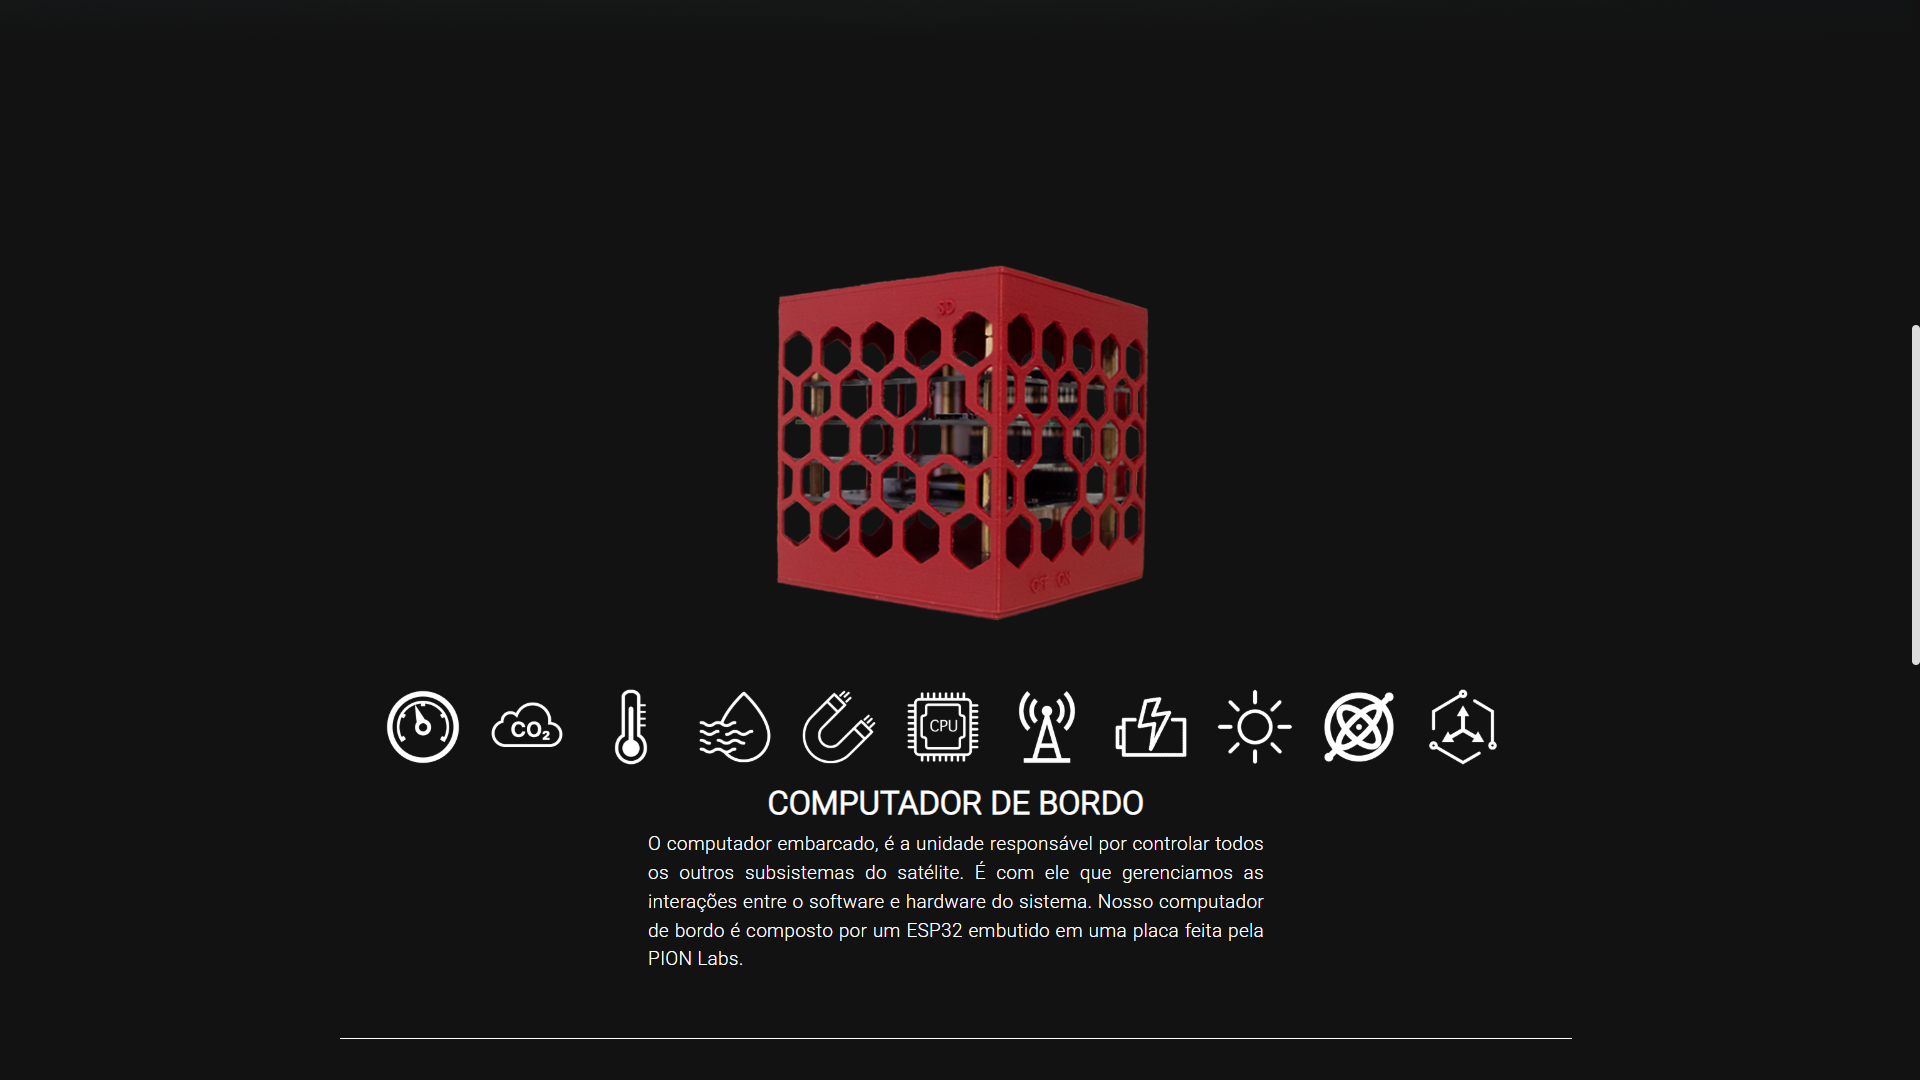 SD
OFF ON
CO₂
CPU
COMPUTADOR DE BORDO
O computador embarcado, é a unidade responsável por controlar todos
os outros subsistemas do satélite. É com ele que gerenciamos as
interações entre o software e hardware do sistema. Nosso computador
de bordo é composto por um ESP32 embutido em uma placa feita pela
PION Labs.